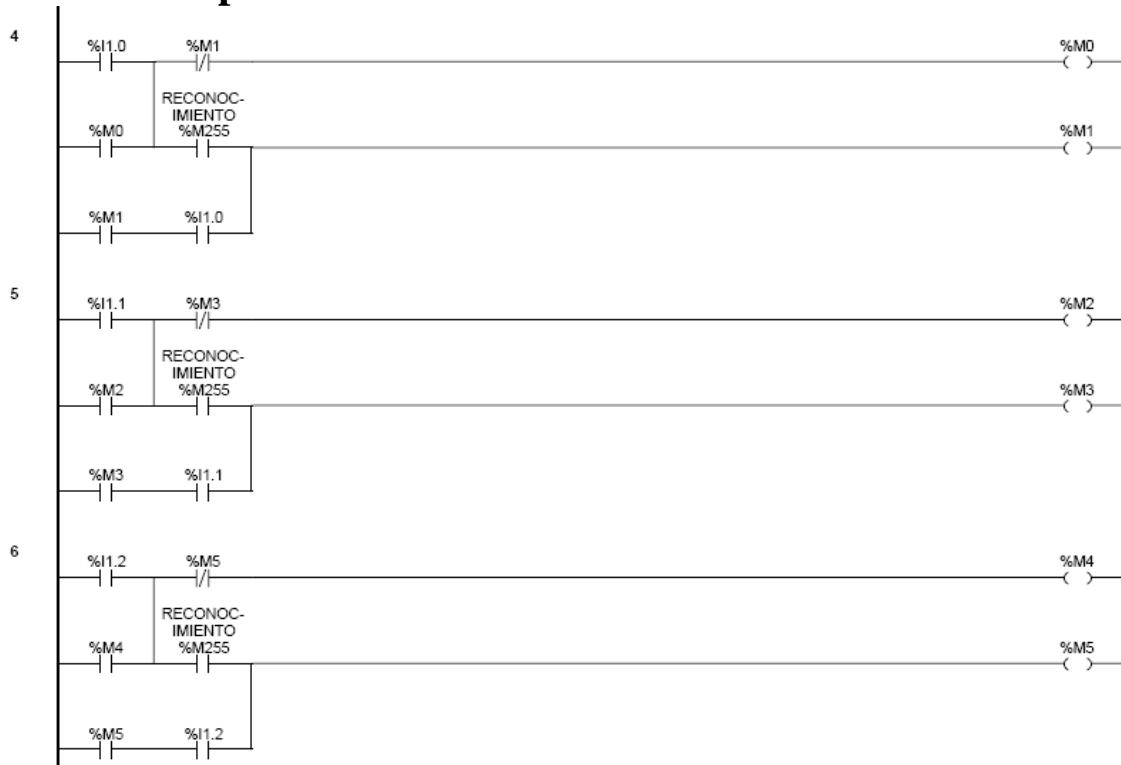 4
%I1.0 %M1 %M0
RECONOC-
IMIENTO
%M0 %M255 %M1
%M1 %I1.0
5
%I1.1 %M3 %M2
RECONOC-
IMIENTO
%M2 %M255 %M3
%M3 %I1.1
6
%I1.2 %M5 %M4
RECONOC-
IMIENTO
%M4 %M255 %M5
%M5 %I1.2